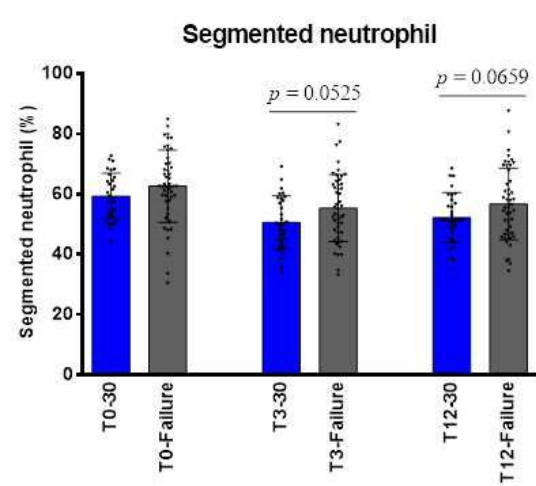 Segmented neutrophil
p = 0.0659
p = 0.0525
Segmented neutrophil (%)
100
80
60
40
20
0
T0-30
T0-Failure
T3-30
T3-Failure
T12-30
T12-Failure